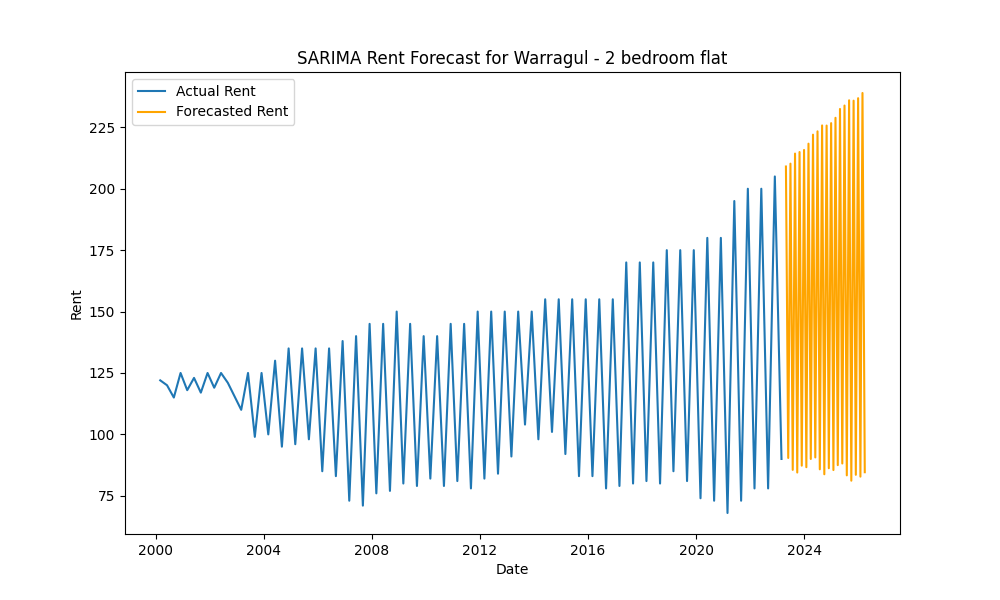 SARIMA Rent Forecast for Warragul - 2 bedroom flat
Actual Rent
Forecasted Rent
225
200
175
150
125
100
75
Rent
2000 2004 2008 2012 2016 2020 2024
Date